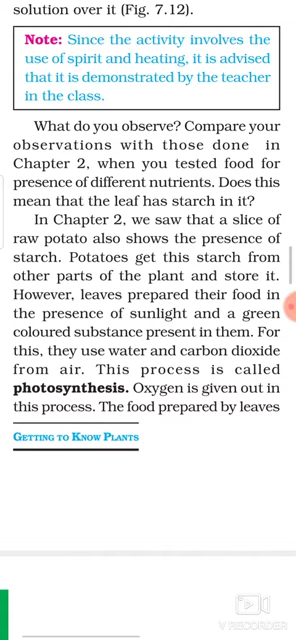 solution over it (Fig. 7.12).
Note: Since the activity involves the
use of spirit and heating, it is advised
that it is demonstrated by the teacher
in the class.
What do you observe? Compare your
observations with those done in
Chapter 2, when you tested food for
presence of different nutrients. Does this
mean that the leaf has starch in it?
In Chapter 2, we saw that a slice of
raw potato also shows the presence of
starch. Potatoes get this starch from
other parts of the plant and store it.
However, leaves prepared their food in
the presence of sunlight and a green
coloured substance present in them. For
this, they use water and carbon dioxide
from air. This process is called
photosynthesis. Oxygen is given out in
this process. The food prepared by leaves
GETTING TO KNOW PLANTS
V RECORDER